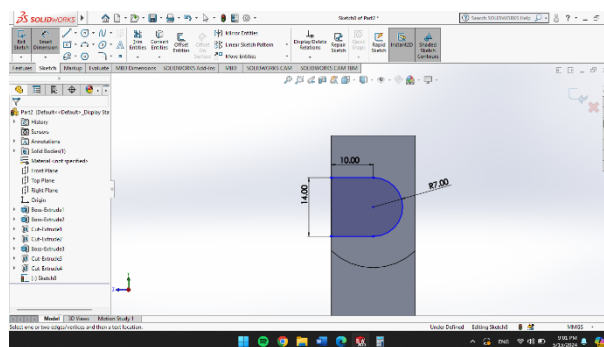 SOLIDWORKS
Sketch8 of Part2 *
Search SOLIDWORKS Help
Exit Sketch
Smart Dimension
Trim Entities
Convert Entities
Offset Entities
Mirror Entities
Linear Sketch Pattern
Move Entities
Display/Delete Relations
Repair Sketch
Quick Snaps
Rapid Sketch
Instant2D
Shaded Sketch Contours
Features Sketch Markup Evaluate MBD Dimensions SOLIDWORKS Add-Ins MBD SOLIDWORKS CAM SOLIDWORKS CAM TBM
Part2 (Default<<Default>_Display Sta
History
Sensors
Annotations
Solid Bodies(1)
Material <not specified>
Front Plane
Top Plane
Right Plane
Origin
Boss-Extrude1
Boss-Extrude2
Cut-Extrude1
Cut-Extrude2
Boss-Extrude3
Cut-Extrude3
Cut-Extrude4
(-) Sketch8
10.00
14.00
R7.00
Model 3D Views Motion Study 1
Select one or two edges/vertices and then a text location.
Under Defined Editing Sketch8 MMGS
ENG
9:01 PM